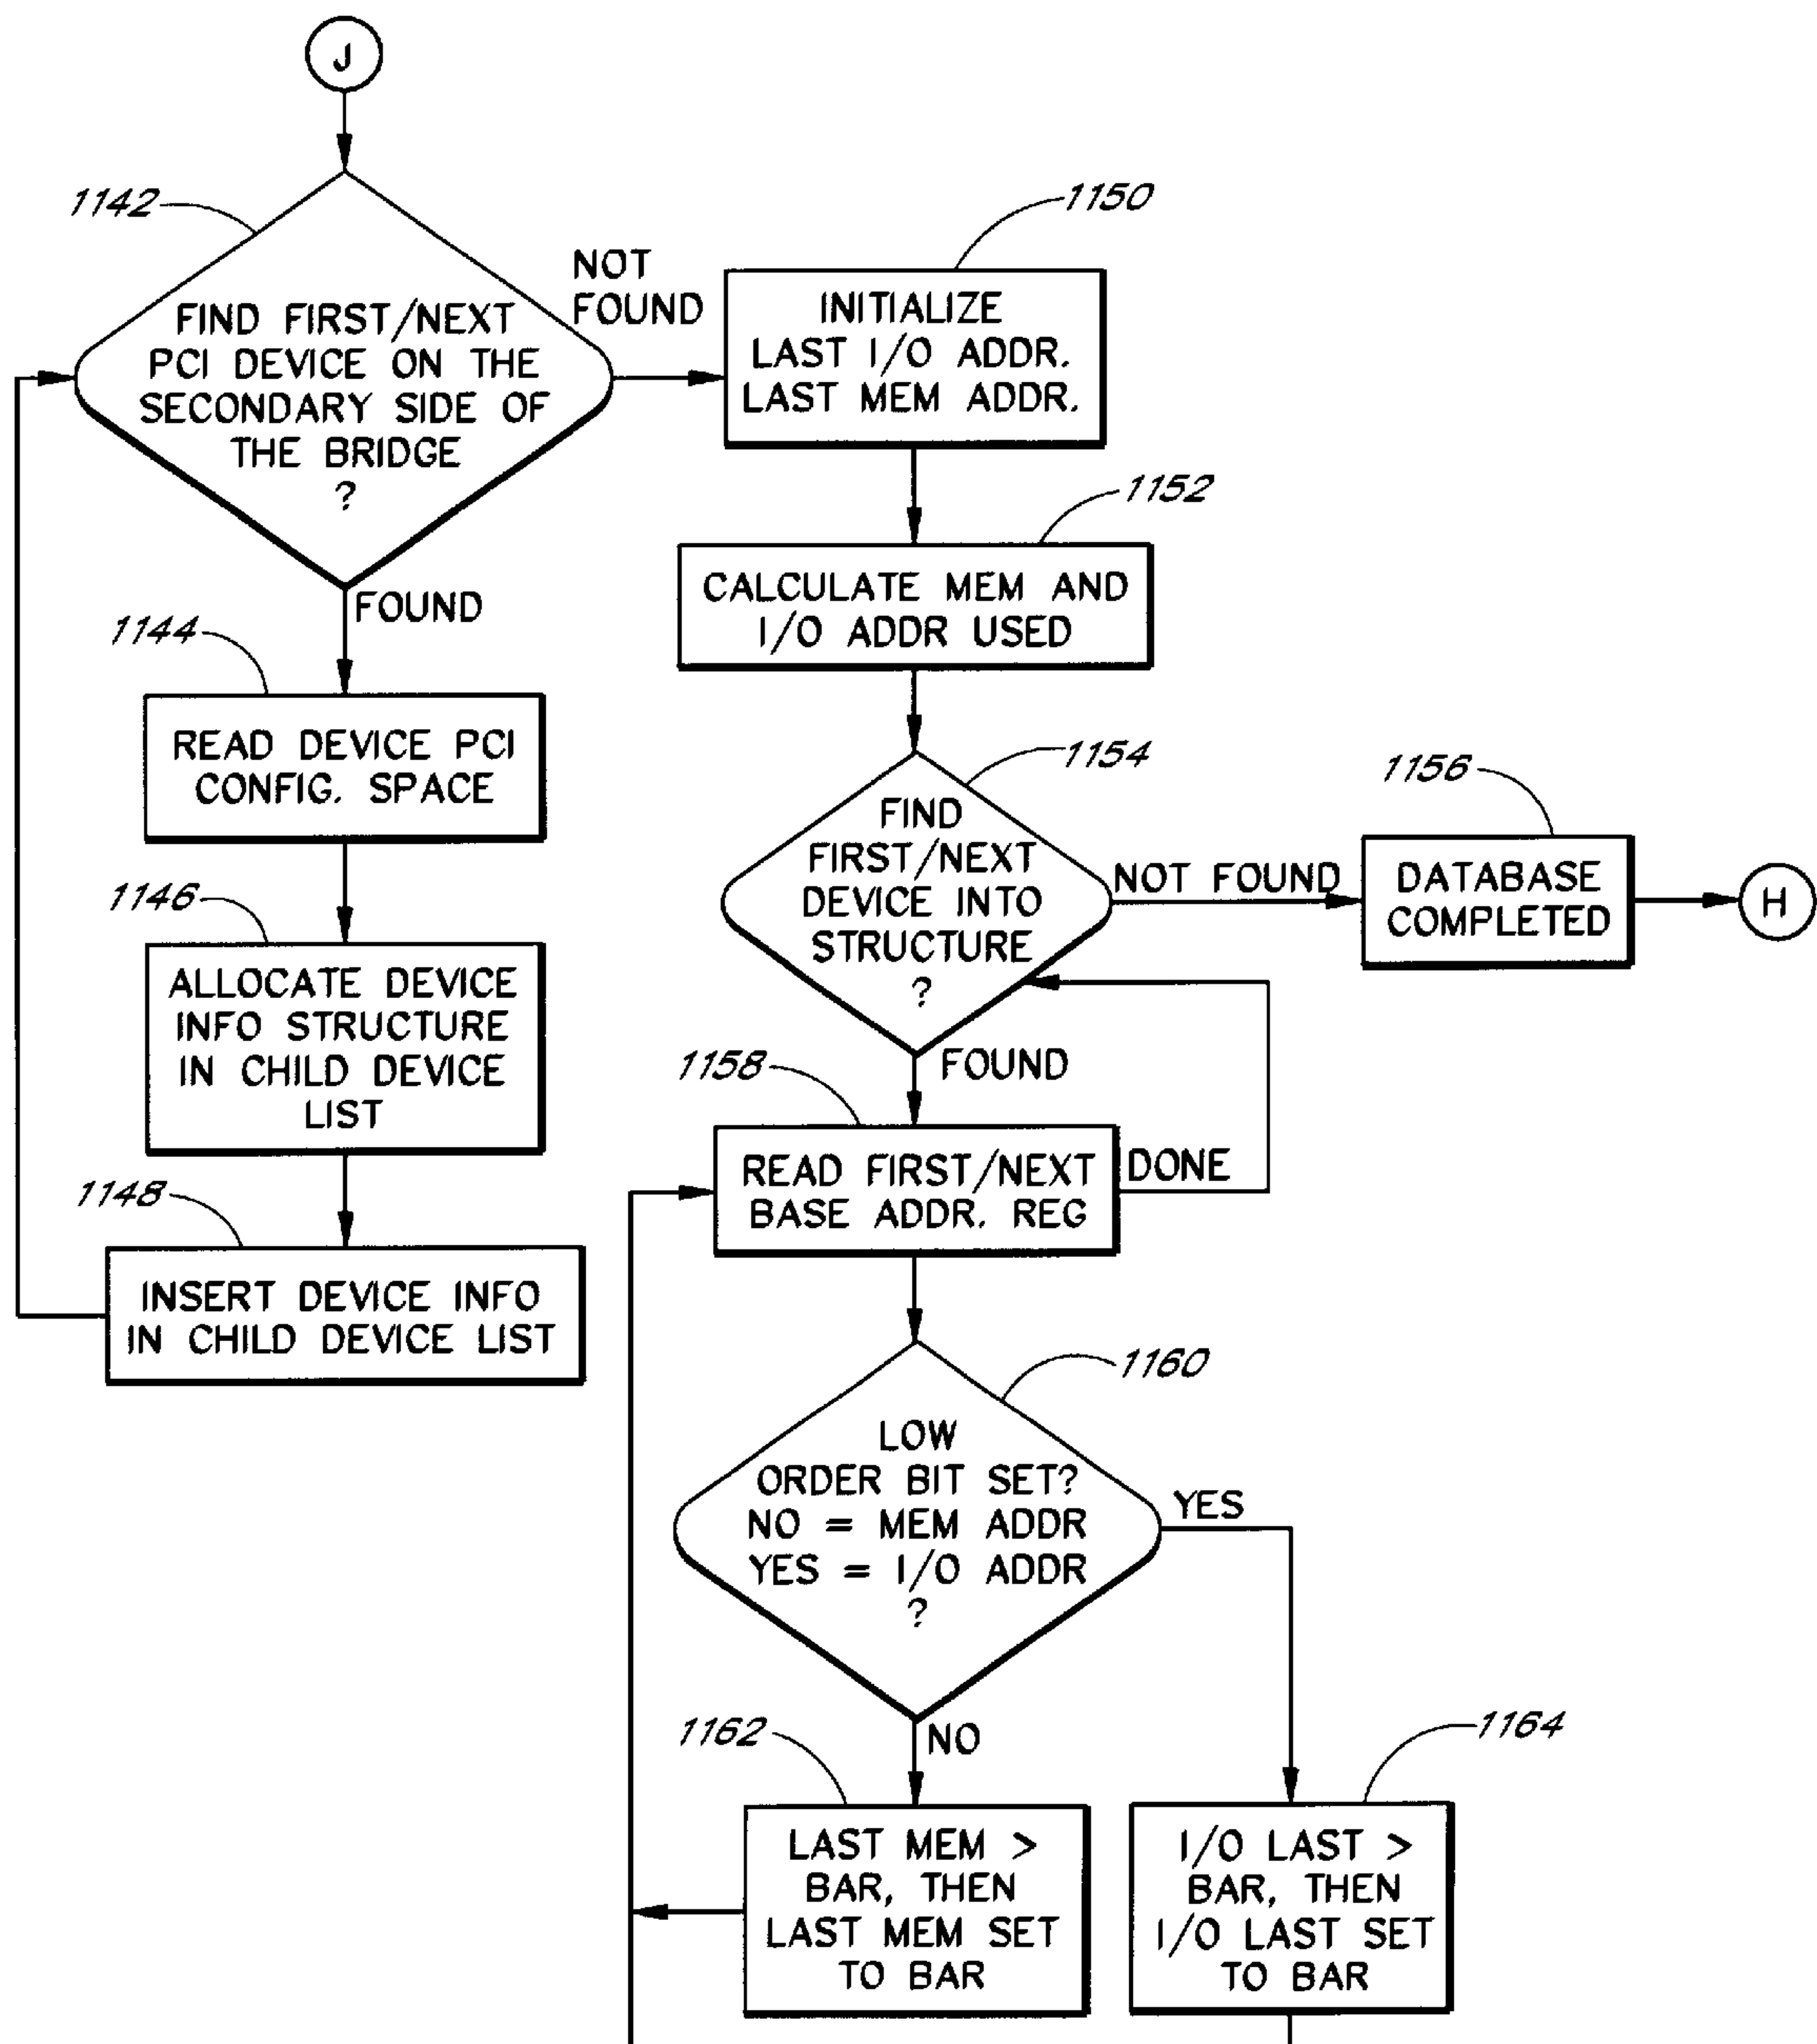 J
1142
FIND FIRST/NEXT
PCI DEVICE ON THE
SECONDARY SIDE OF
THE BRIDGE
?
NOT
FOUND
FOUND
1144
READ DEVICE PCI
CONFIG. SPACE
1146
ALLOCATE DEVICE
INFO STRUCTURE
IN CHILD DEVICE
LIST
1148
INSERT DEVICE INFO
IN CHILD DEVICE LIST
1150
INITIALIZE
LAST I/O ADDR.
LAST MEM ADDR.
1152
CALCULATE MEM AND
I/O ADDR USED
1154
FIND
FIRST/NEXT
DEVICE INTO
STRUCTURE
?
NOT FOUND
1156
DATABASE
COMPLETED
H
FOUND
1158
READ FIRST/NEXT
BASE ADDR. REG
DONE
1160
LOW
ORDER BIT SET?
NO = MEM ADDR
YES = I/O ADDR
?
YES
NO
1162
LAST MEM >
BAR, THEN
LAST MEM SET
TO BAR
1164
I/O LAST >
BAR, THEN
I/O LAST SET
TO BAR